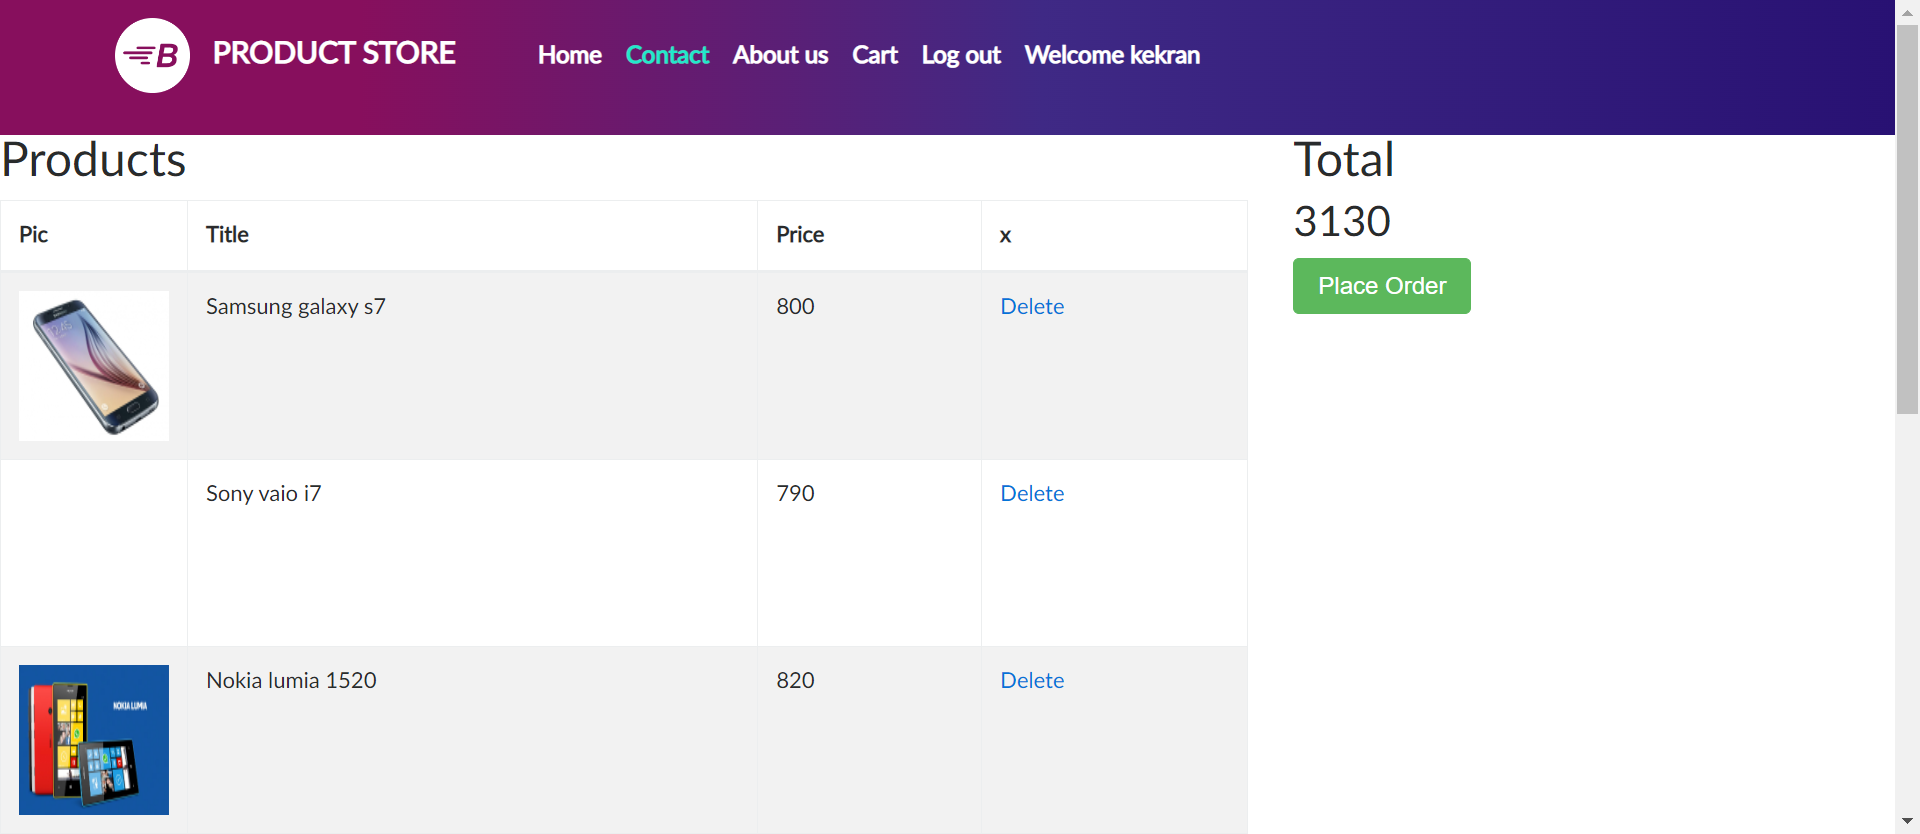 B PRODUCT STORE Home Contact About us Cart Log out Welcome kekran
Products
Total
3130
Place Order
Pic Title Price x
Samsung galaxy s7 800 Delete
Sony vaio i7 790 Delete
Nokia lumia 1520 820 Delete
NOKIA LUMIA